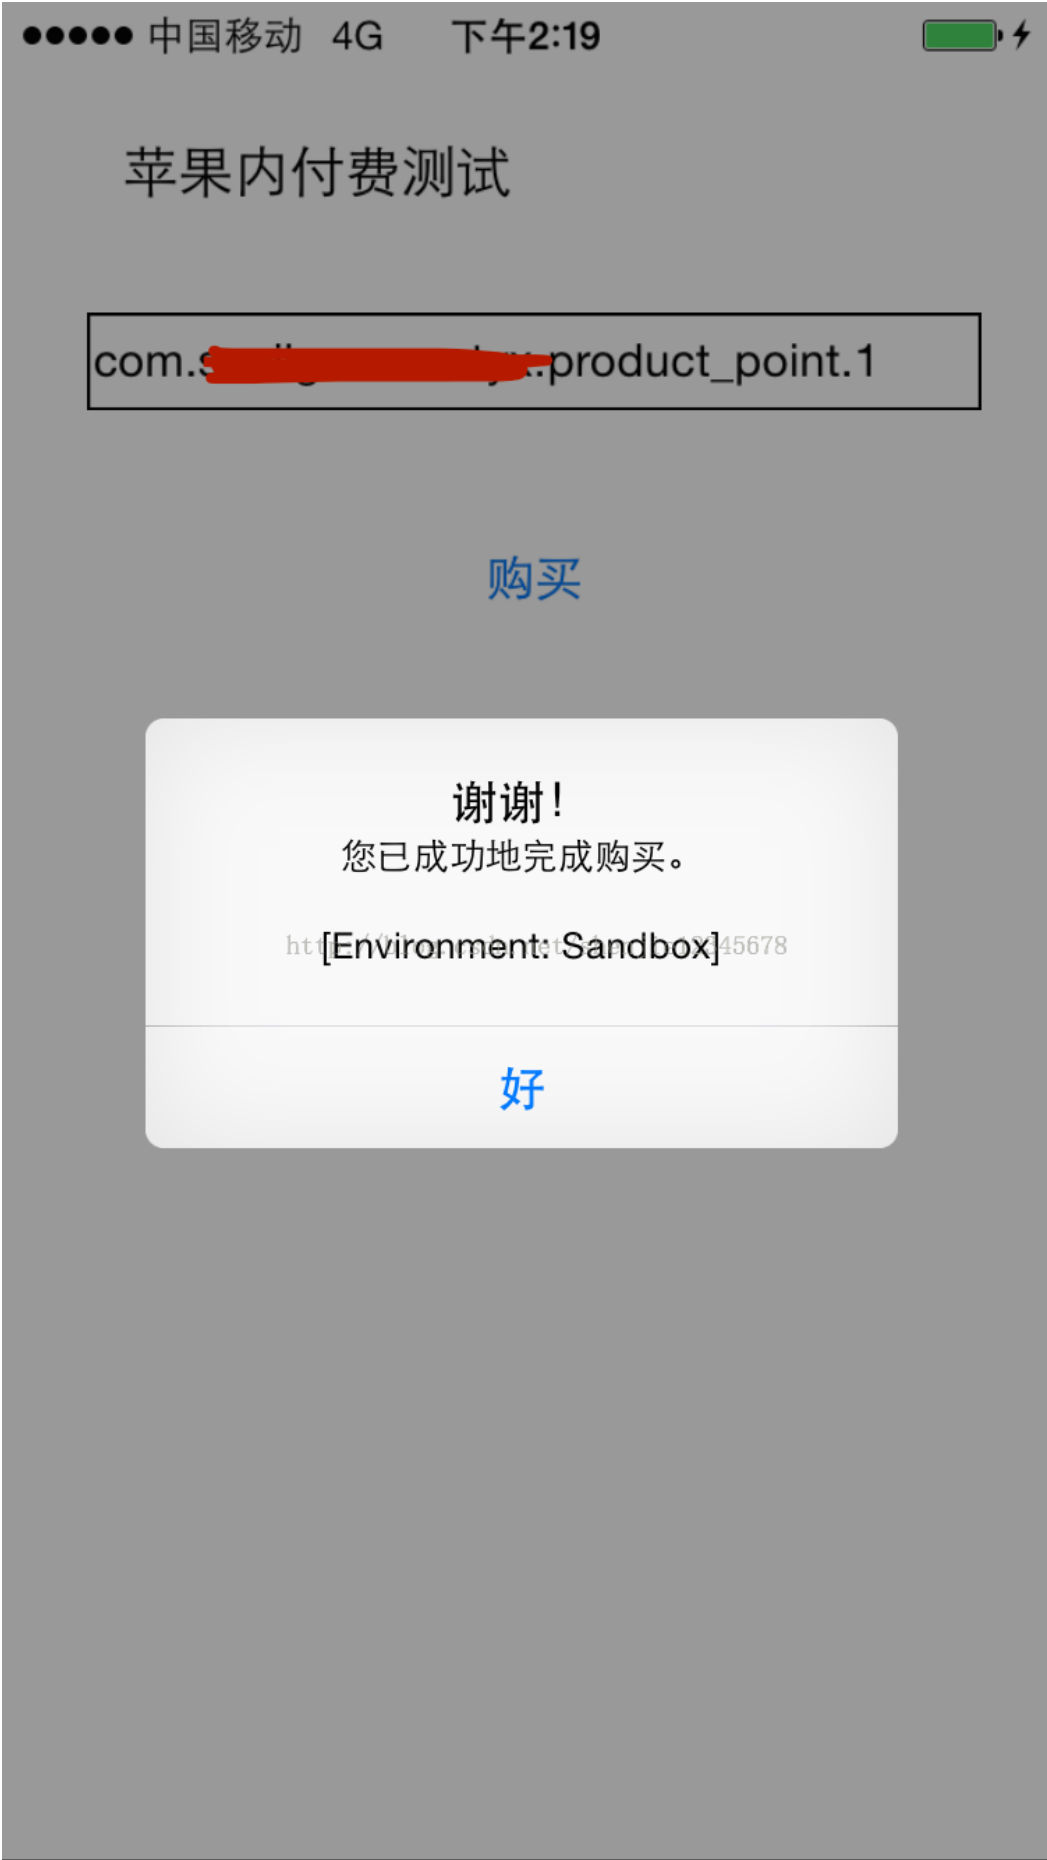 中国移动 4G 下午2:19
苹果内付费测试
com. .product_point.1
购买
谢谢！
您已成功地完成购买。
[Environment: Sandbox]
好